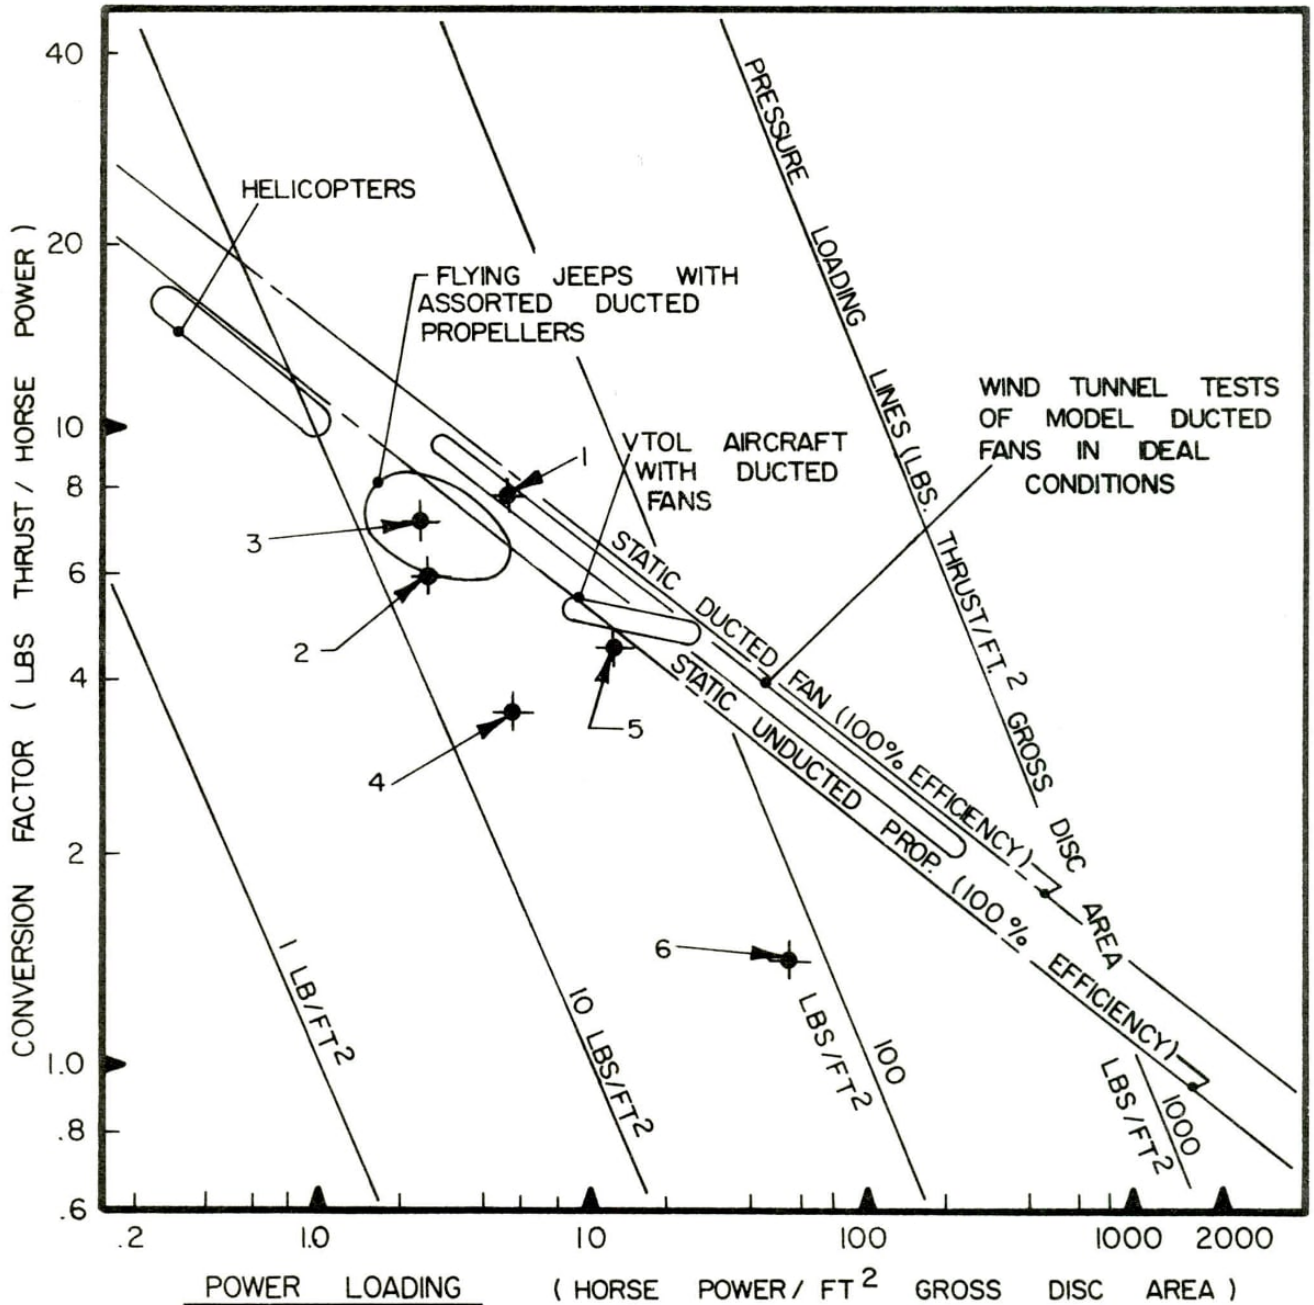 40
20
10
8
6
4
2
1.0
.8
.6
CONVERSION FACTOR ( LBS THRUST / HORSE POWER )
HELICOPTERS
FLYING JEEPS WITH
ASSORTED DUCTED
PROPELLERS
PRESSURE LOADING LINES (LBS. THRUST/FT.2 GROSS DISC AREA
WIND TUNNEL TESTS
OF MODEL DUCTED
FANS IN IDEAL
CONDITIONS
VTOL AIRCRAFT
WITH DUCTED
FANS
1
3
2
4
5
6
STATIC DUCTED FAN (100% EFFICIENCY)
STATIC UNDUCTED PROP. (100% EFFICIENCY)
1 LB/FT2
10 LBS/FT2
100
LBS/FT2
1000
LBS/FT2
.2 1.0 10 100 1000 2000
POWER LOADING ( HORSE POWER/ FT2 GROSS DISC AREA )